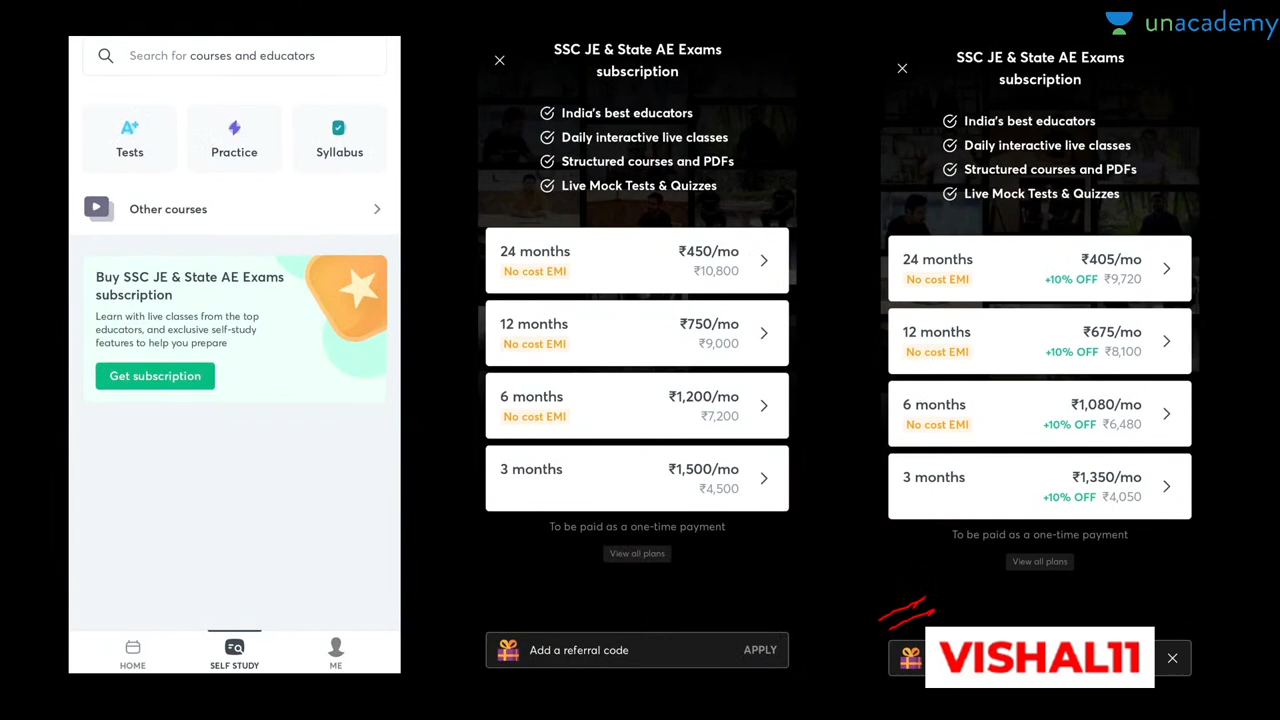 unacademy
Search for courses and educators
Tests
Practice
Syllabus
Other courses
Buy SSC JE & State AE Exams
subscription
Learn with live classes from the top
educators, and exclusive self-study
features to help you prepare
Get subscription
HOME
SELF STUDY
ME
SSC JE & State AE Exams
subscription
India's best educators
Daily interactive live classes
Structured courses and PDFs
Live Mock Tests & Quizzes
24 months ₹450/mo
No cost EMI ₹10,800
12 months ₹750/mo
No cost EMI ₹9,000
6 months ₹1,200/mo
No cost EMI ₹7,200
3 months ₹1,500/mo
₹4,500
To be paid as a one-time payment
View all plans
Add a referral code APPLY
SSC JE & State AE Exams
subscription
India's best educators
Daily interactive live classes
Structured courses and PDFs
Live Mock Tests & Quizzes
24 months ₹405/mo
No cost EMI +10% OFF ₹9,720
12 months ₹675/mo
No cost EMI +10% OFF ₹8,100
6 months ₹1,080/mo
No cost EMI +10% OFF ₹6,480
3 months ₹1,350/mo
+10% OFF ₹4,050
To be paid as a one-time payment
View all plans
VISHAL11